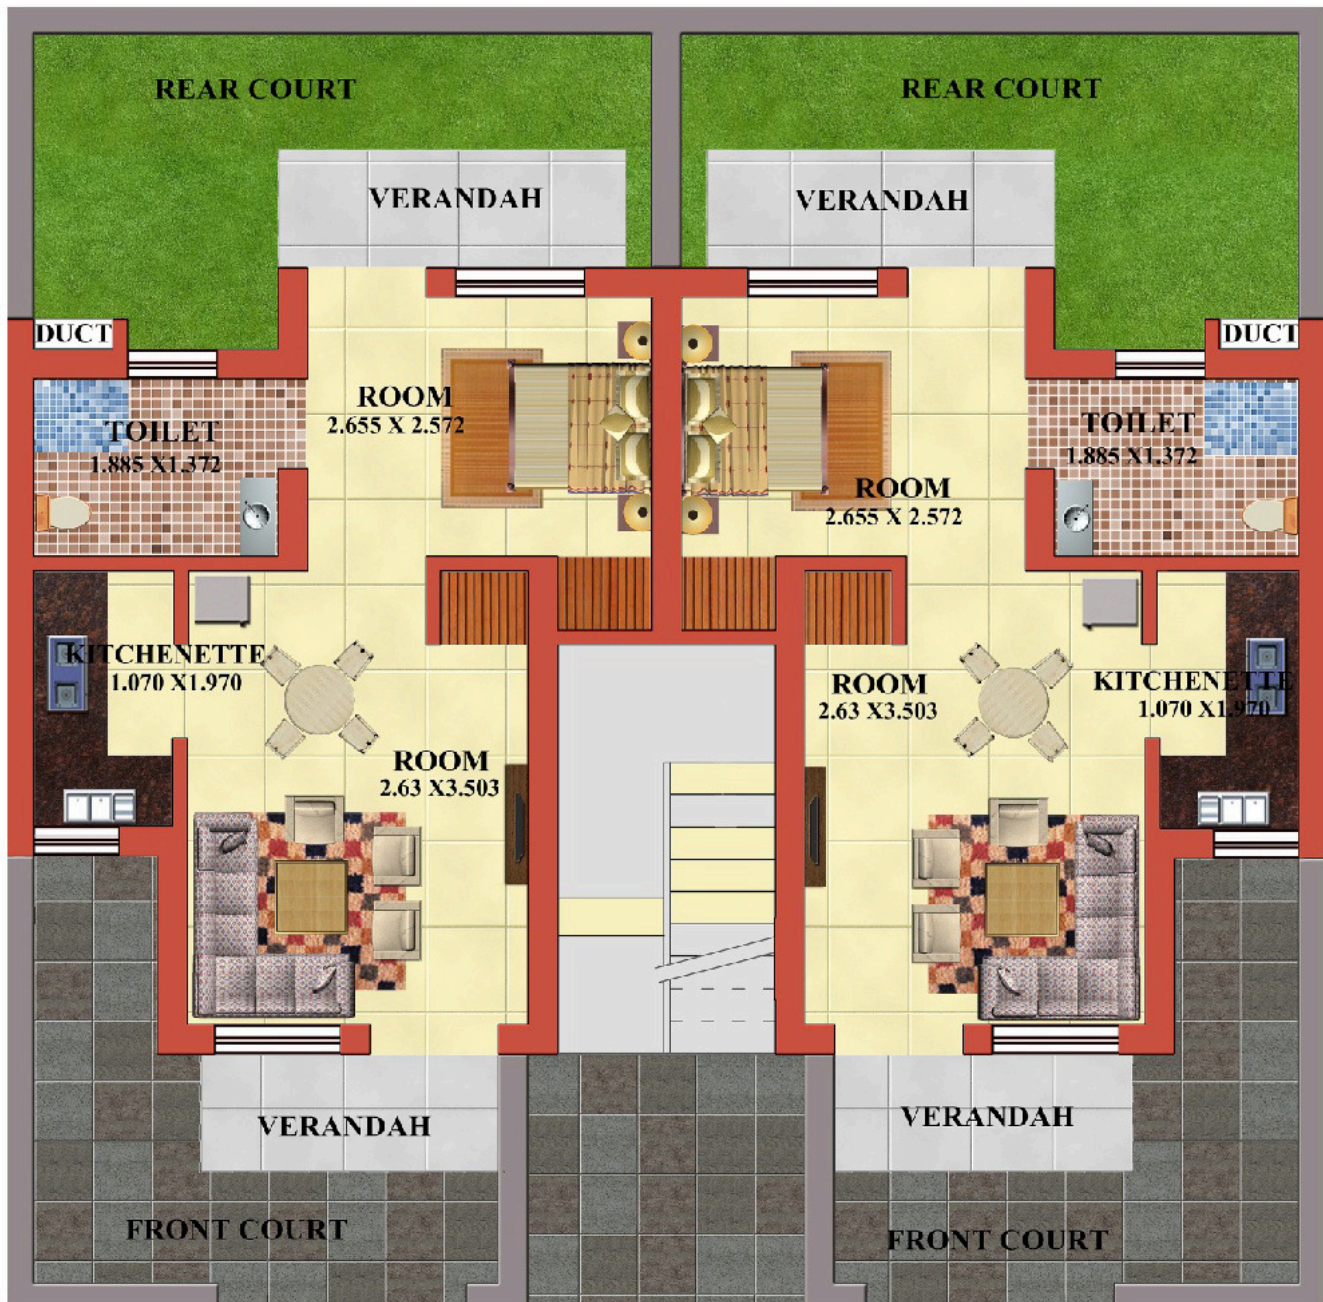 REAR COURT
REAR COURT
VERANDAH
VERANDAH
DUCT
DUCT
ROOM
2.655 X 2.572
TOILET
1.885 X1.372
TOILET
1.885 X1.372
ROOM
2.655 X 2.572
KITCHENETTE
1.070 X1.970
ROOM
2.63 X3.503
KITCHENETTE
1.070 X1.970
ROOM
2.63 X3.503
VERANDAH
VERANDAH
FRONT COURT
FRONT COURT